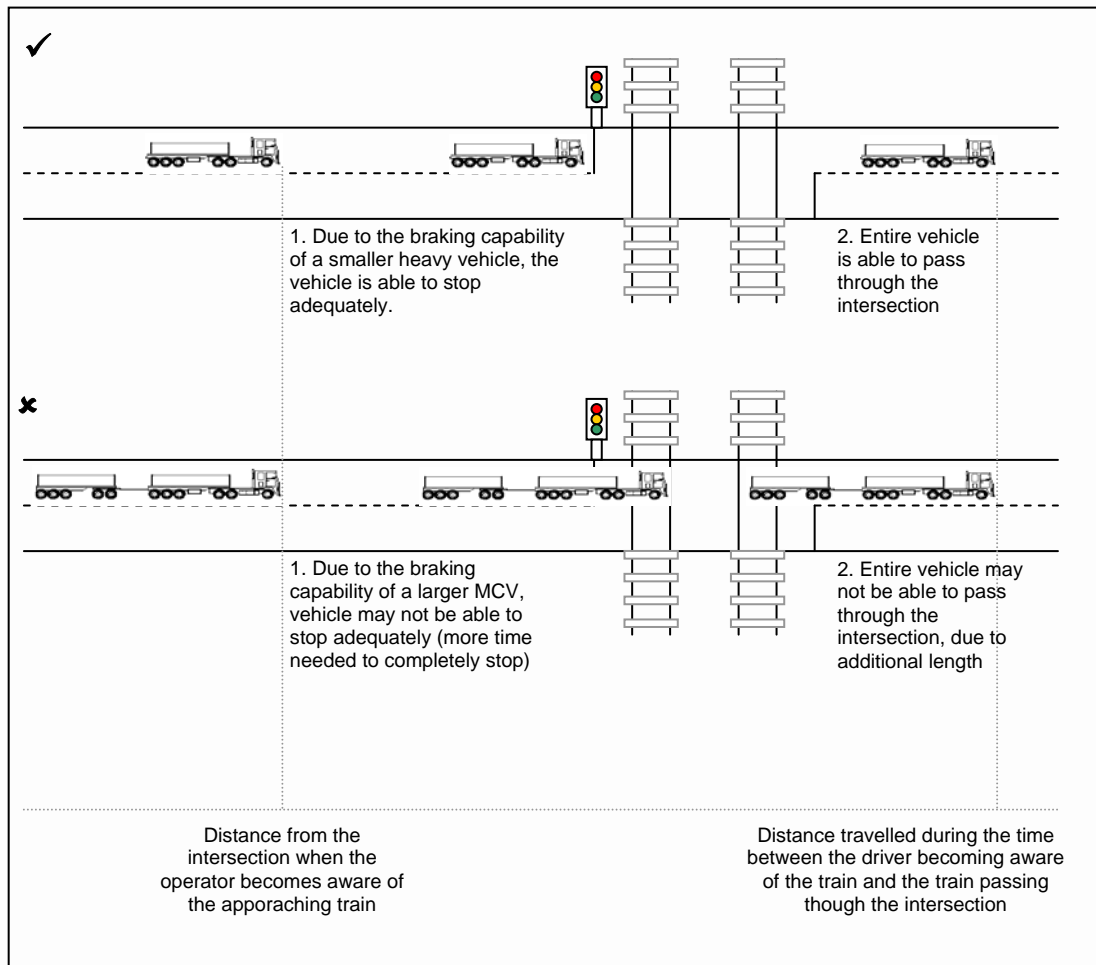 ✓
1. Due to the braking capability
of a smaller heavy vehicle, the
vehicle is able to stop
adequately.
2. Entire vehicle
is able to pass
through the
intersection
✘
1. Due to the braking
capability of a larger MCV,
vehicle may not be able to
stop adequately (more time
needed to completely stop)
2. Entire vehicle may
not be able to pass
through the
intersection, due to
additional length
Distance from the
intersection when the
operator becomes aware of
the apporaching train
Distance travelled during the time
between the driver becoming aware
of the train and the train passing
though the intersection